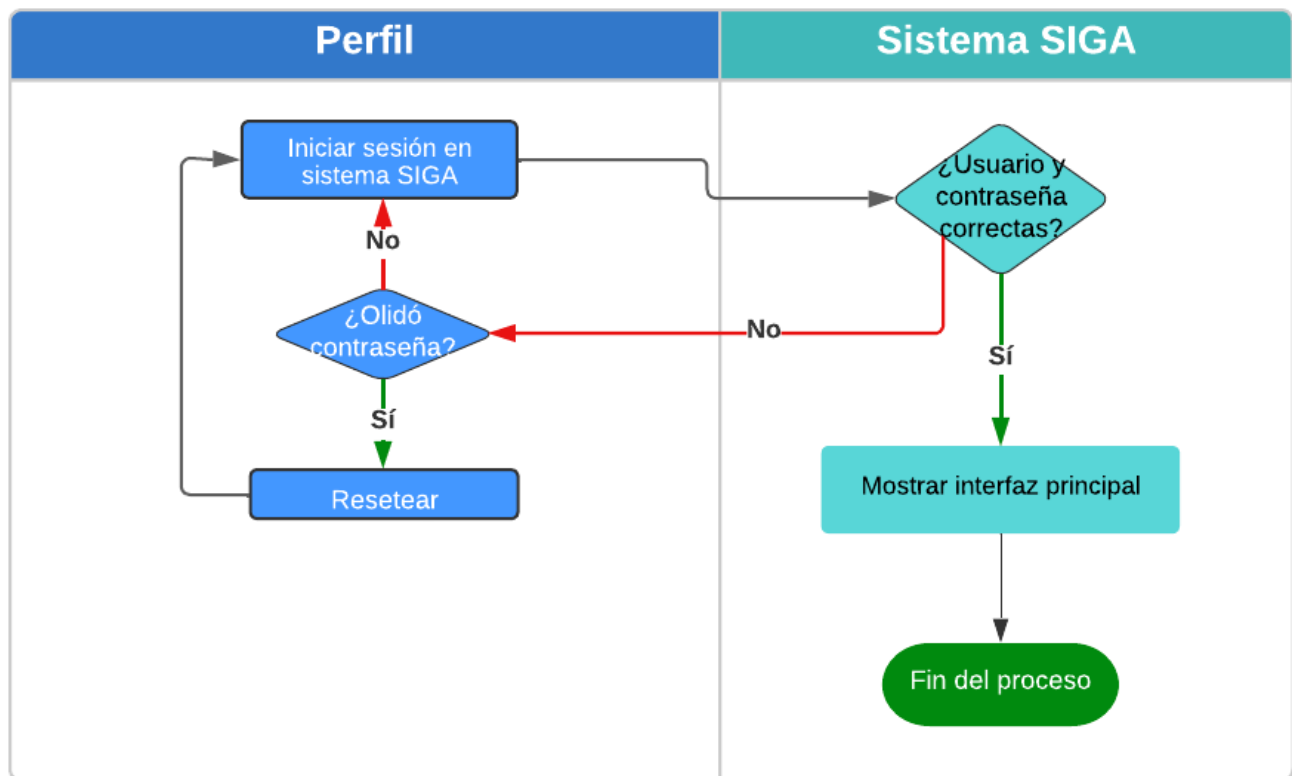 Perfil
Sistema SIGA
Iniciar sesión en
sistema SIGA
¿Usuario y
contraseña
correctas?
No
¿Olidó
contraseña?
No
Sí
Sí
Resetear
Mostrar interfaz principal
Fin del proceso